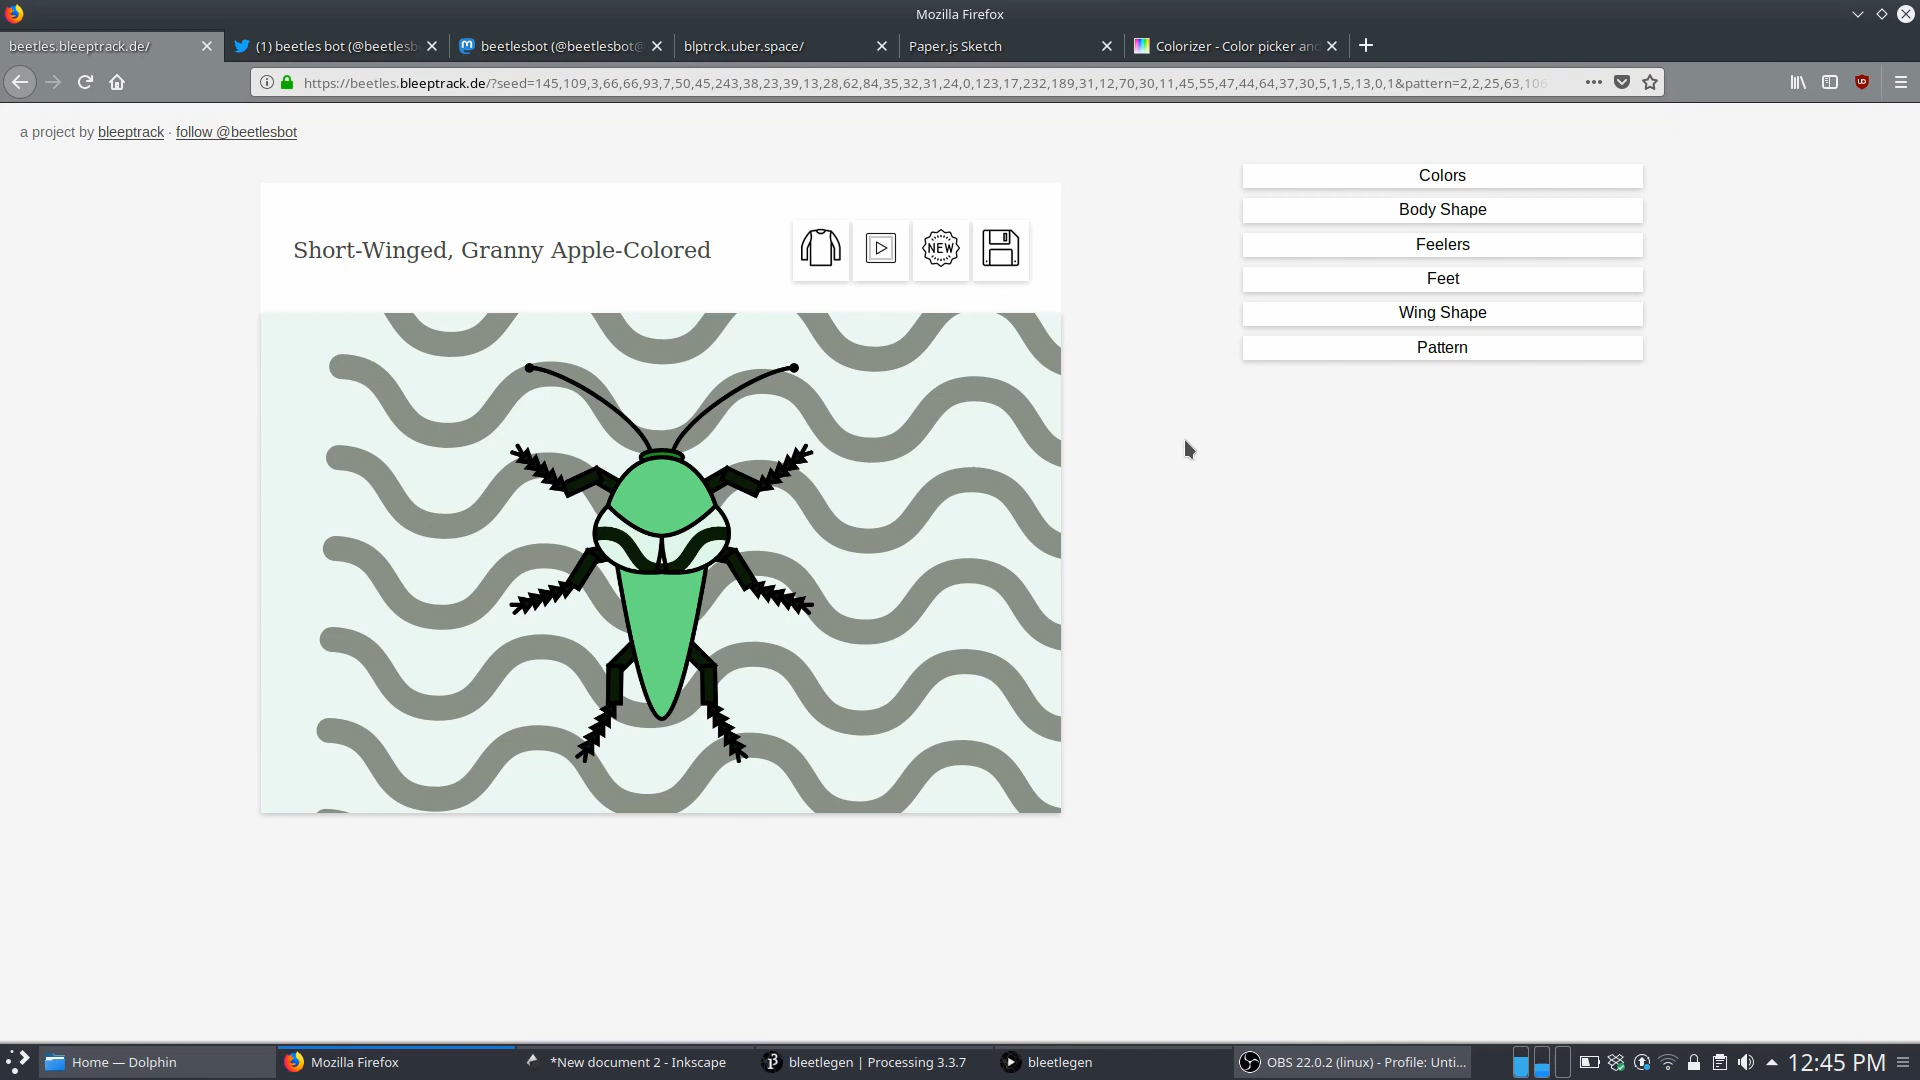 Mozilla Firefox
beetles.bleeptrack.de/
(1) beetles bot (@beetlesb
beetlesbot (@beetlesbot@
blptrck.uber.space/
Paper.js Sketch
Colorizer - Color picker and
https://beetles.bleeptrack.de/?seed=145,109,3,66,66,93,7,50,45,243,38,23,39,13,28,62,84,35,32,31,24,0,123,17,232,189,31,12,70,30,11,45,55,47,44,64,37,30,5,1,5,13,0,1&pattern=2,2,25,63,106
a project by bleeptrack · follow @beetlesbot
Short-Winged, Granny Apple-Colored
NEW
Colors
Body Shape
Feelers
Feet
Wing Shape
Pattern
Home — Dolphin
Mozilla Firefox
*New document 2 - Inkscape
bleetlegen | Processing 3.3.7
bleetlegen
OBS 22.0.2 (linux) - Profile: Unti...
12:45 PM